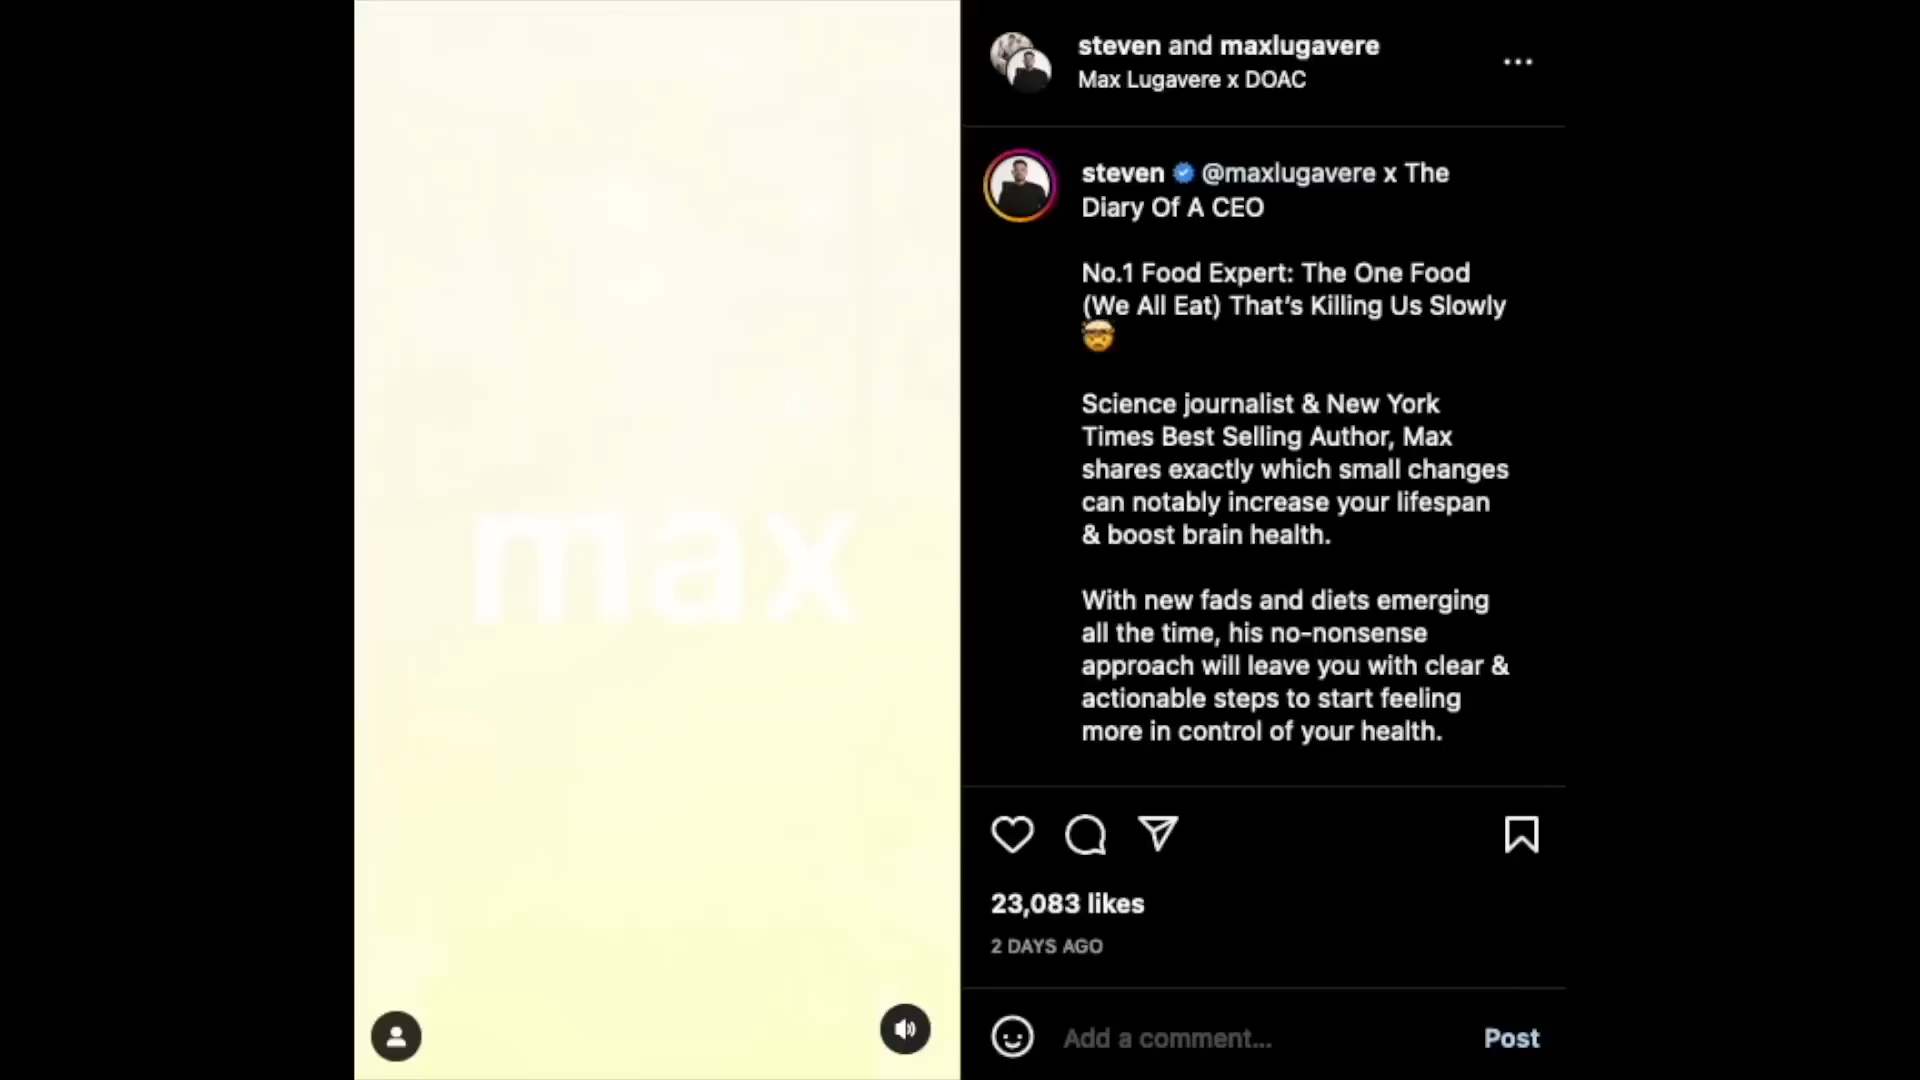 max
steven and maxlugavere
Max Lugavere x DOAC
steven @maxlugavere x The
Diary Of A CEO
No.1 Food Expert: The One Food
(We All Eat) That's Killing Us Slowly
🤯
Science journalist & New York
Times Best Selling Author, Max
shares exactly which small changes
can notably increase your lifespan
& boost brain health.
With new fads and diets emerging
all the time, his no-nonsense
approach will leave you with clear &
actionable steps to start feeling
more in control of your health.
23,083 likes
2 DAYS AGO
Add a comment...
Post